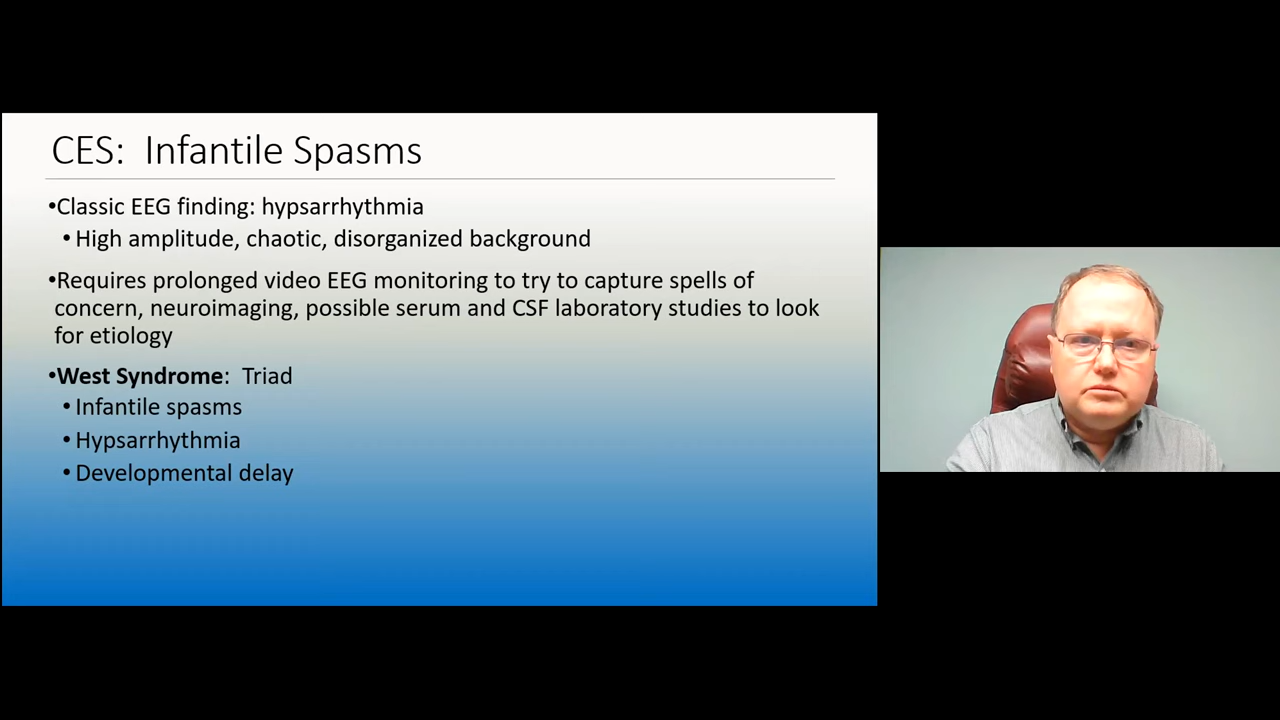 CES:  Infantile Spasms
•Classic EEG finding: hypsarrhythmia
•High amplitude, chaotic, disorganized background
•Requires prolonged video EEG monitoring to try to capture spells of
concern, neuroimaging, possible serum and CSF laboratory studies to look
for etiology
•West Syndrome:  Triad
•Infantile spasms
•Hypsarrhythmia
•Developmental delay